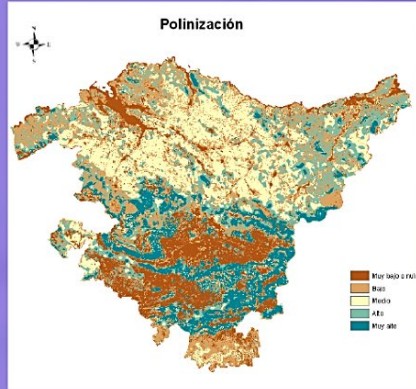 Polinización
N
Muy bajo o nulo
Bajo
Medio
Alto
Muy alto